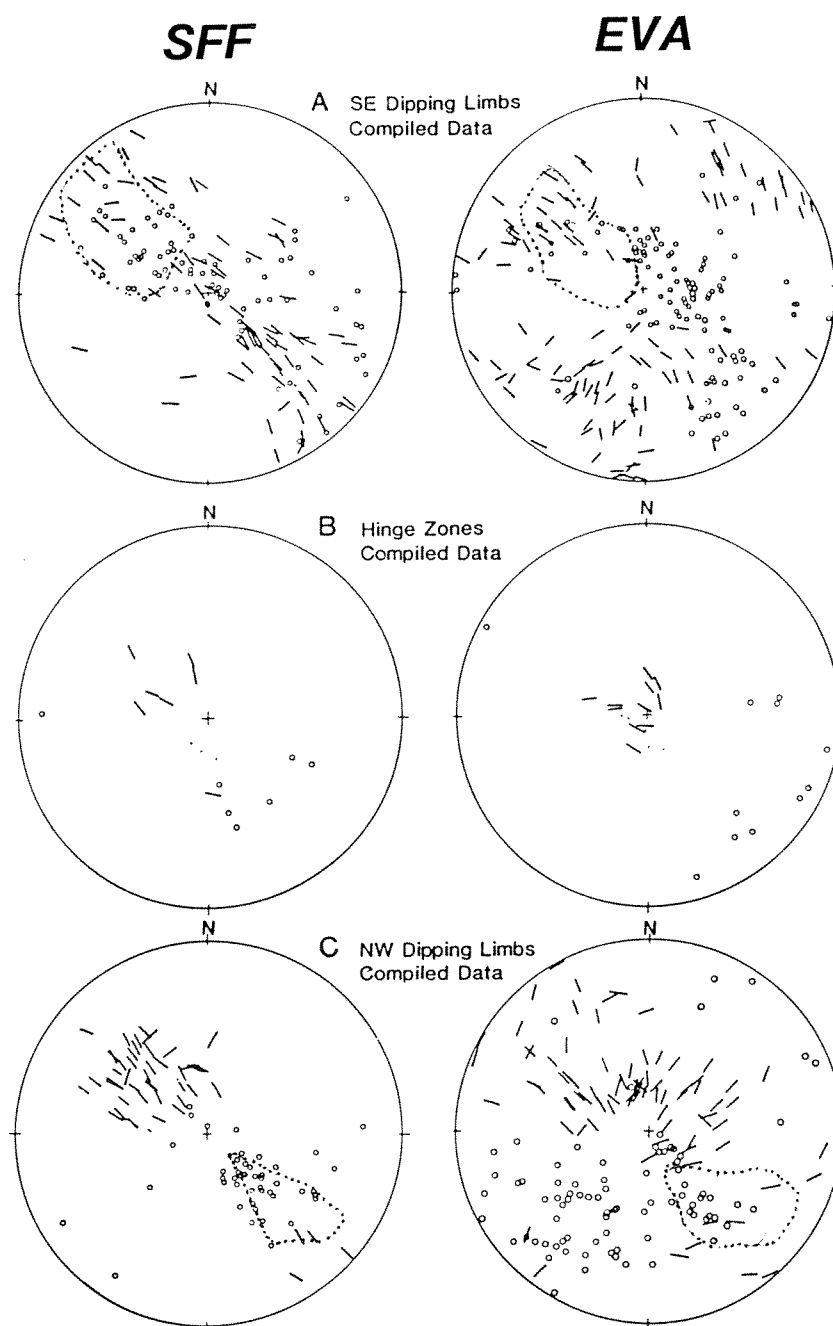 SFF
EVA
N
N
A SE Dipping Limbs
Compiled Data
N
N
B Hinge Zones
Compiled Data
N
N
C NW Dipping Limbs
Compiled Data